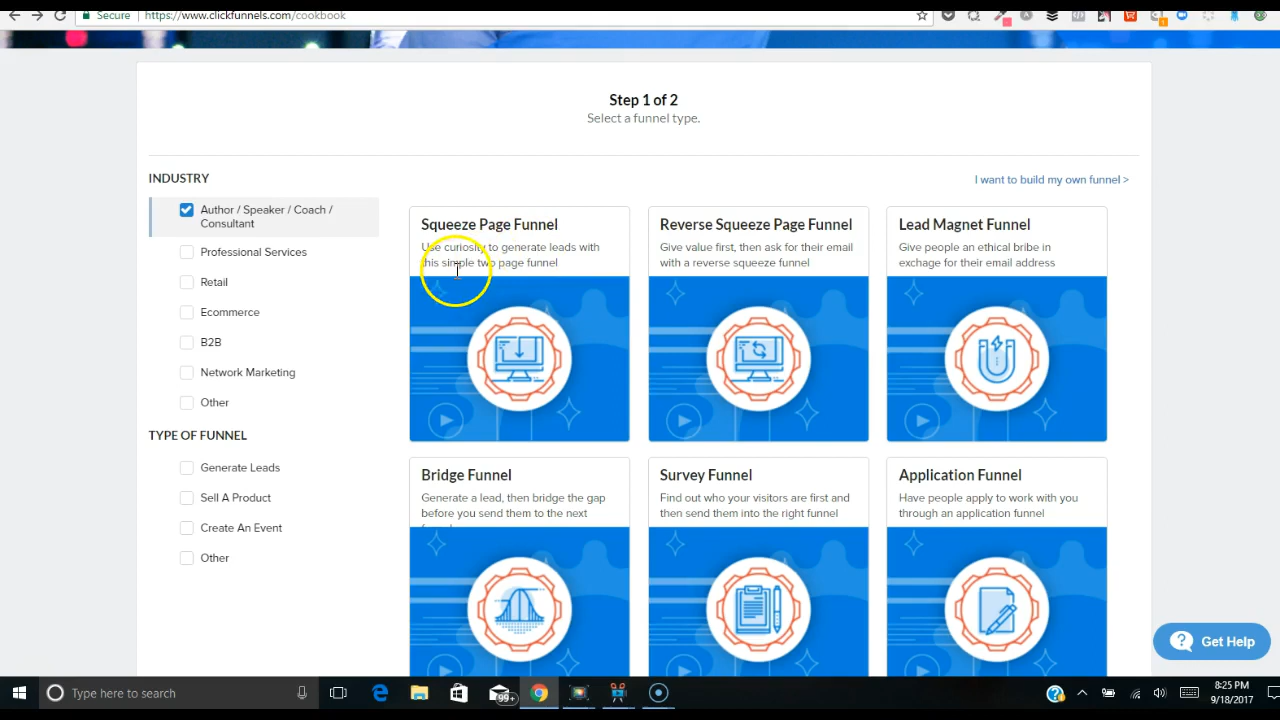 Secure
https://www.clickfunnels.com/cookbook
Step 1 of 2
Select a funnel type.
INDUSTRY
I want to build my own funnel >
Author / Speaker / Coach /
Consultant
Professional Services
Retail
Ecommerce
B2B
Network Marketing
Other
TYPE OF FUNNEL
Generate Leads
Sell A Product
Create An Event
Other
Squeeze Page Funnel
Use curiosity to generate leads with
this simple two page funnel
Reverse Squeeze Page Funnel
Give value first, then ask for their email
with a reverse squeeze funnel
Lead Magnet Funnel
Give people an ethical bribe in
exchage for their email address
Bridge Funnel
Generate a lead, then bridge the gap
before you send them to the next
Survey Funnel
Find out who your visitors are first and
then send them into the right funnel
Application Funnel
Have people apply to work with you
through an application funnel
Get Help
Type here to search
99+
8:25 PM
9/18/2017